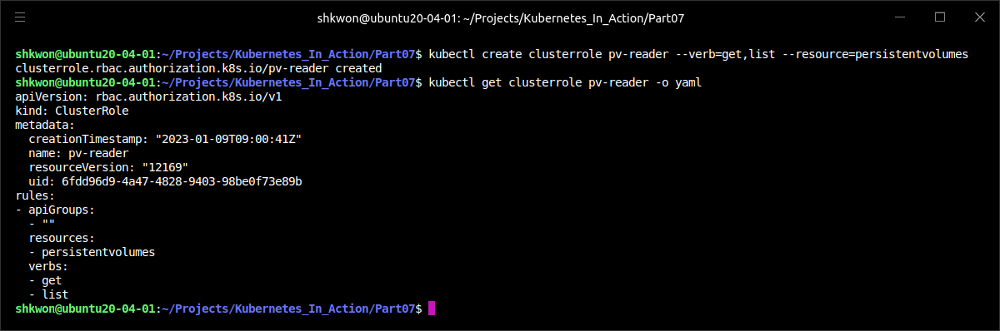 shkwon@ubuntu20-04-01: ~/Projects/Kubernetes_In_Action/Part07
shkwon@ubuntu20-04-01:~/Projects/Kubernetes_In_Action/Part07$ kubectl create clusterrole pv-reader --verb=get,list --resource=persistentvolumes
clusterrole.rbac.authorization.k8s.io/pv-reader created
shkwon@ubuntu20-04-01:~/Projects/Kubernetes_In_Action/Part07$ kubectl get clusterrole pv-reader -o yaml
apiVersion: rbac.authorization.k8s.io/v1
kind: ClusterRole
metadata:
  creationTimestamp: "2023-01-09T09:00:41Z"
  name: pv-reader
  resourceVersion: "12169"
  uid: 6fdd96d9-4a47-4828-9403-98be0f73e89b
rules:
- apiGroups:
  - ""
  resources:
  - persistentvolumes
  verbs:
  - get
  - list
shkwon@ubuntu20-04-01:~/Projects/Kubernetes_In_Action/Part07$